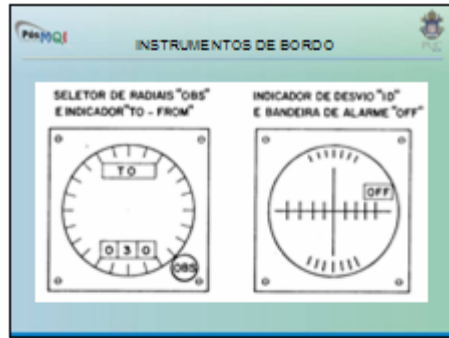 PósMQI
INSTRUMENTOS DE BORDO
SELETOR DE RADIAIS "OBS"
E INDICADOR "TO - FROM"
INDICADOR DE DESVIO "ID"
E BANDEIRA DE ALARME "OFF"
TO
OFF
0 3 0
OBS